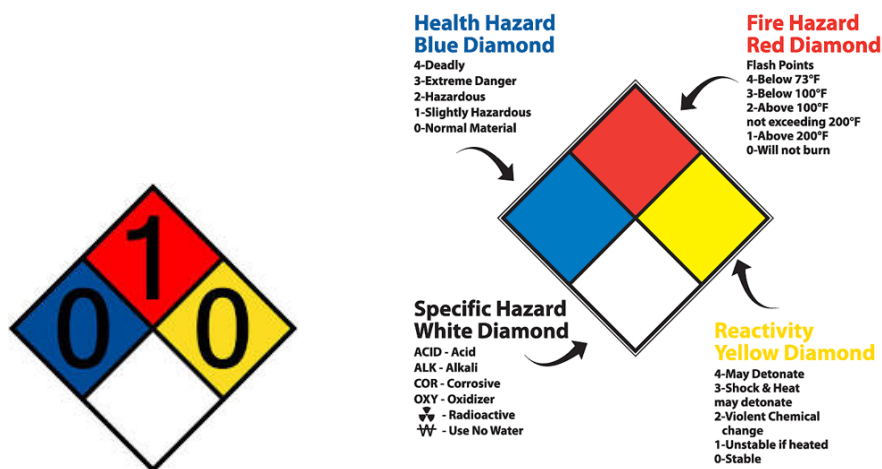 Health Hazard
Blue Diamond
4-Deadly
3-Extreme Danger
2-Hazardous
1-Slightly Hazardous
0-Normal Material
Fire Hazard
Red Diamond
Flash Points
4-Below 73°F
3-Below 100°F
2-Above 100°F
not exceeding 200°F
1-Above 200°F
0-Will not burn
1
0 0
Specific Hazard
White Diamond
ACID - Acid
ALK - Alkali
COR - Corrosive
OXY - Oxidizer
- Radioactive
W - Use No Water
Reactivity
Yellow Diamond
4-May Detonate
3-Shock & Heat
may detonate
2-Violent Chemical
change
1-Unstable if heated
0-Stable